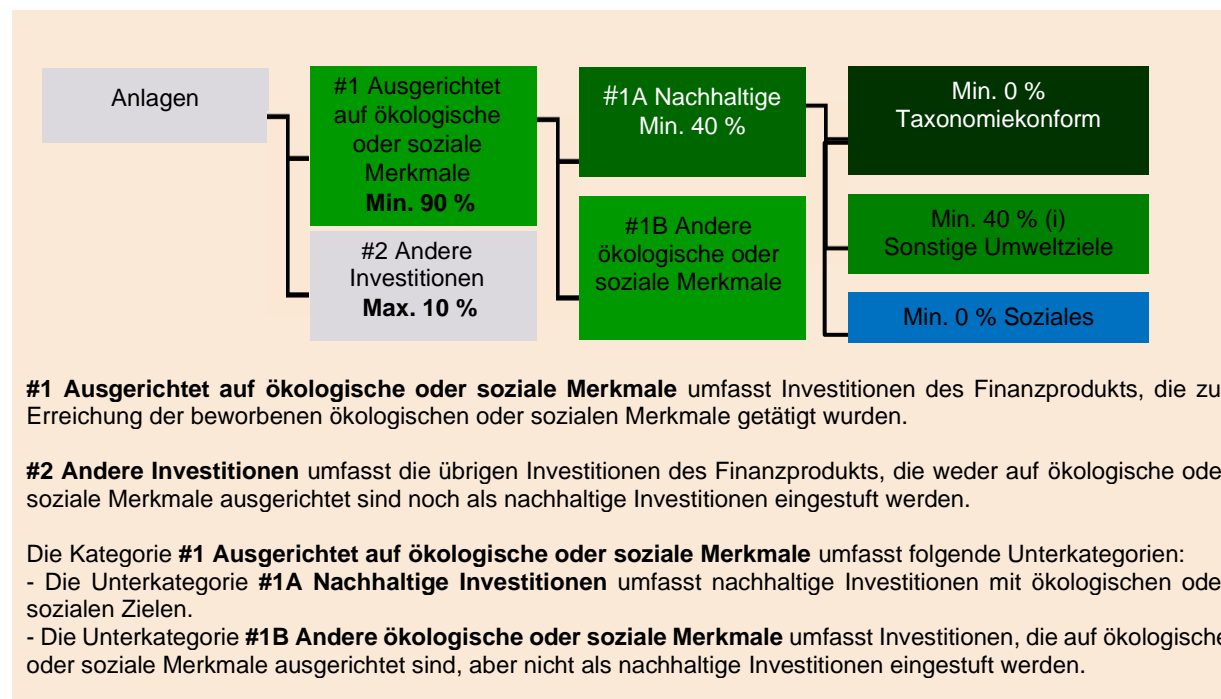 Anlagen
#1 Ausgerichtet
auf ökologische
oder soziale
Merkmale
Min. 90 %
#2 Andere
Investitionen
Max. 10 %
#1A Nachhaltige
Min. 40 %
#1B Andere
ökologische oder
soziale Merkmale
Min. 0 %
Taxonomiekonform
Min. 40 % (i)
Sonstige Umweltziele
Min. 0 % Soziales
#1 Ausgerichtet auf ökologische oder soziale Merkmale umfasst Investitionen des Finanzprodukts, die zu
Erreichung der beworbenen ökologischen oder sozialen Merkmale getätigt wurden.
#2 Andere Investitionen umfasst die übrigen Investitionen des Finanzprodukts, die weder auf ökologische ode
soziale Merkmale ausgerichtet sind noch als nachhaltige Investitionen eingestuft werden.
Die Kategorie #1 Ausgerichtet auf ökologische oder soziale Merkmale umfasst folgende Unterkategorien:
- Die Unterkategorie #1A Nachhaltige Investitionen umfasst nachhaltige Investitionen mit ökologischen ode
sozialen Zielen.
- Die Unterkategorie #1B Andere ökologische oder soziale Merkmale umfasst Investitionen, die auf ökologische
oder soziale Merkmale ausgerichtet sind, aber nicht als nachhaltige Investitionen eingestuft werden.